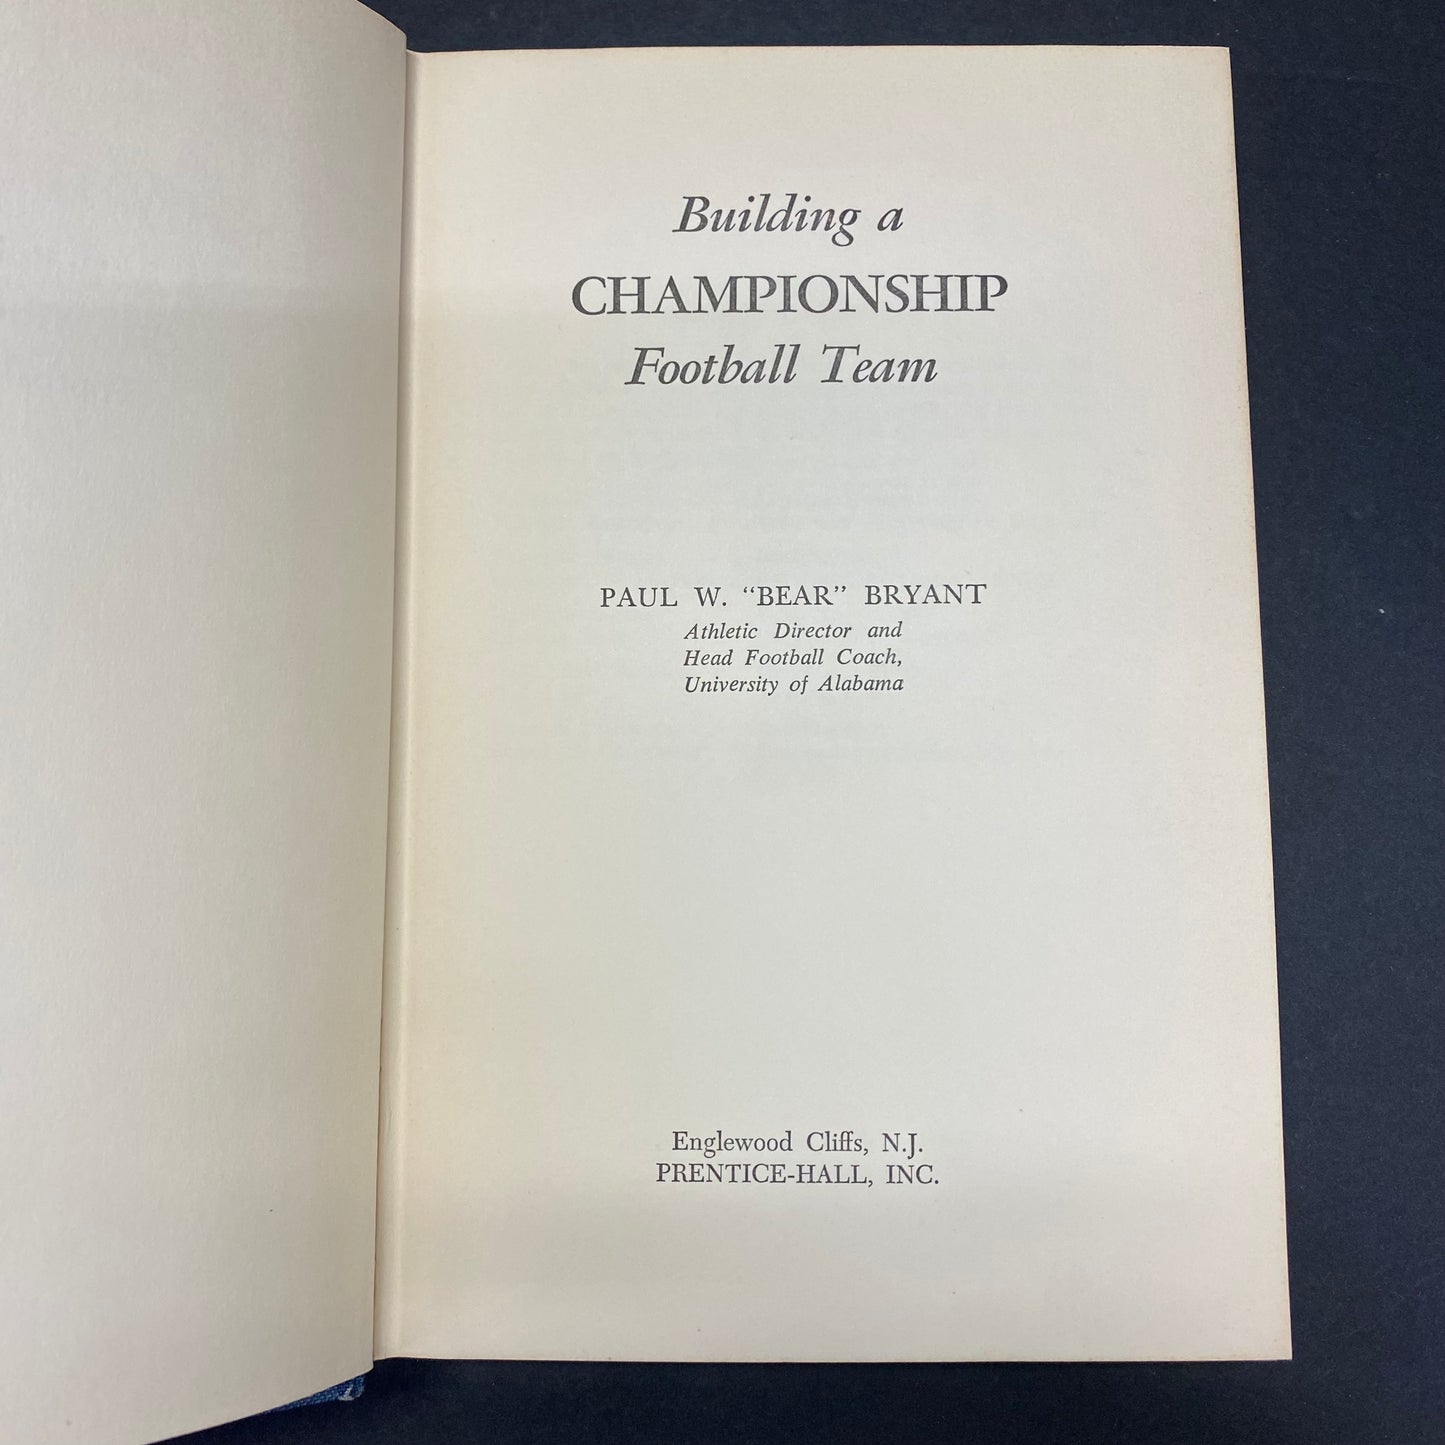 Building a
CHAMPIONSHIP
Football Team
PAUL W. “BEAR” BRYANT
Athletic Director and
Head Football Coach,
University of Alabama
Englewood Cliffs, N.J.
PRENTICE-HALL, INC.